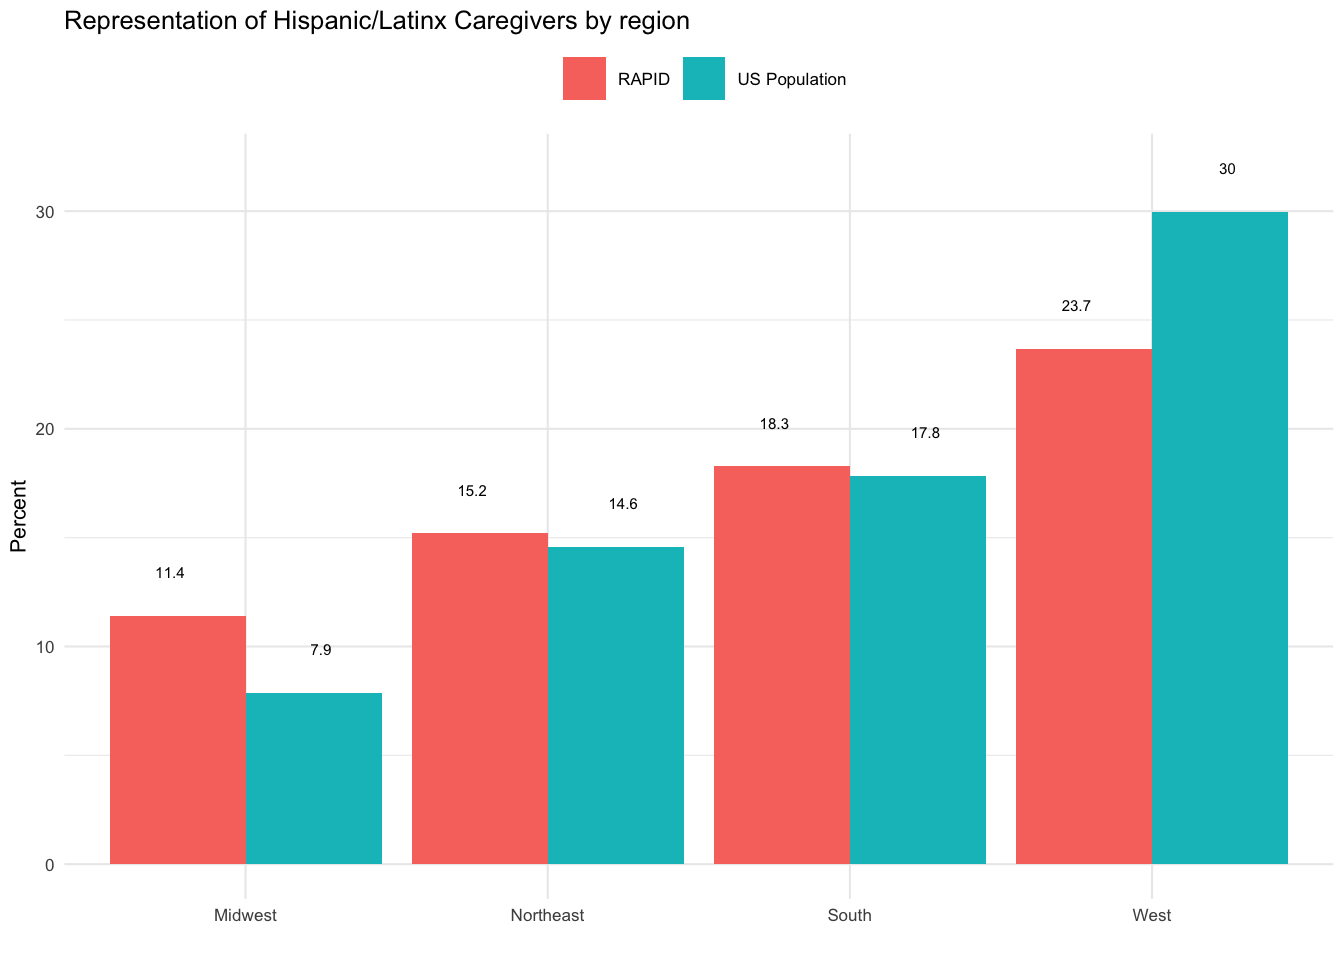 Representation of Hispanic/Latinx Caregivers by region
RAPID
US Population
Percent
30
20
10
0
11.4
7.9
15.2
14.6
18.3
17.8
23.7
30
Midwest
Northeast
South
West